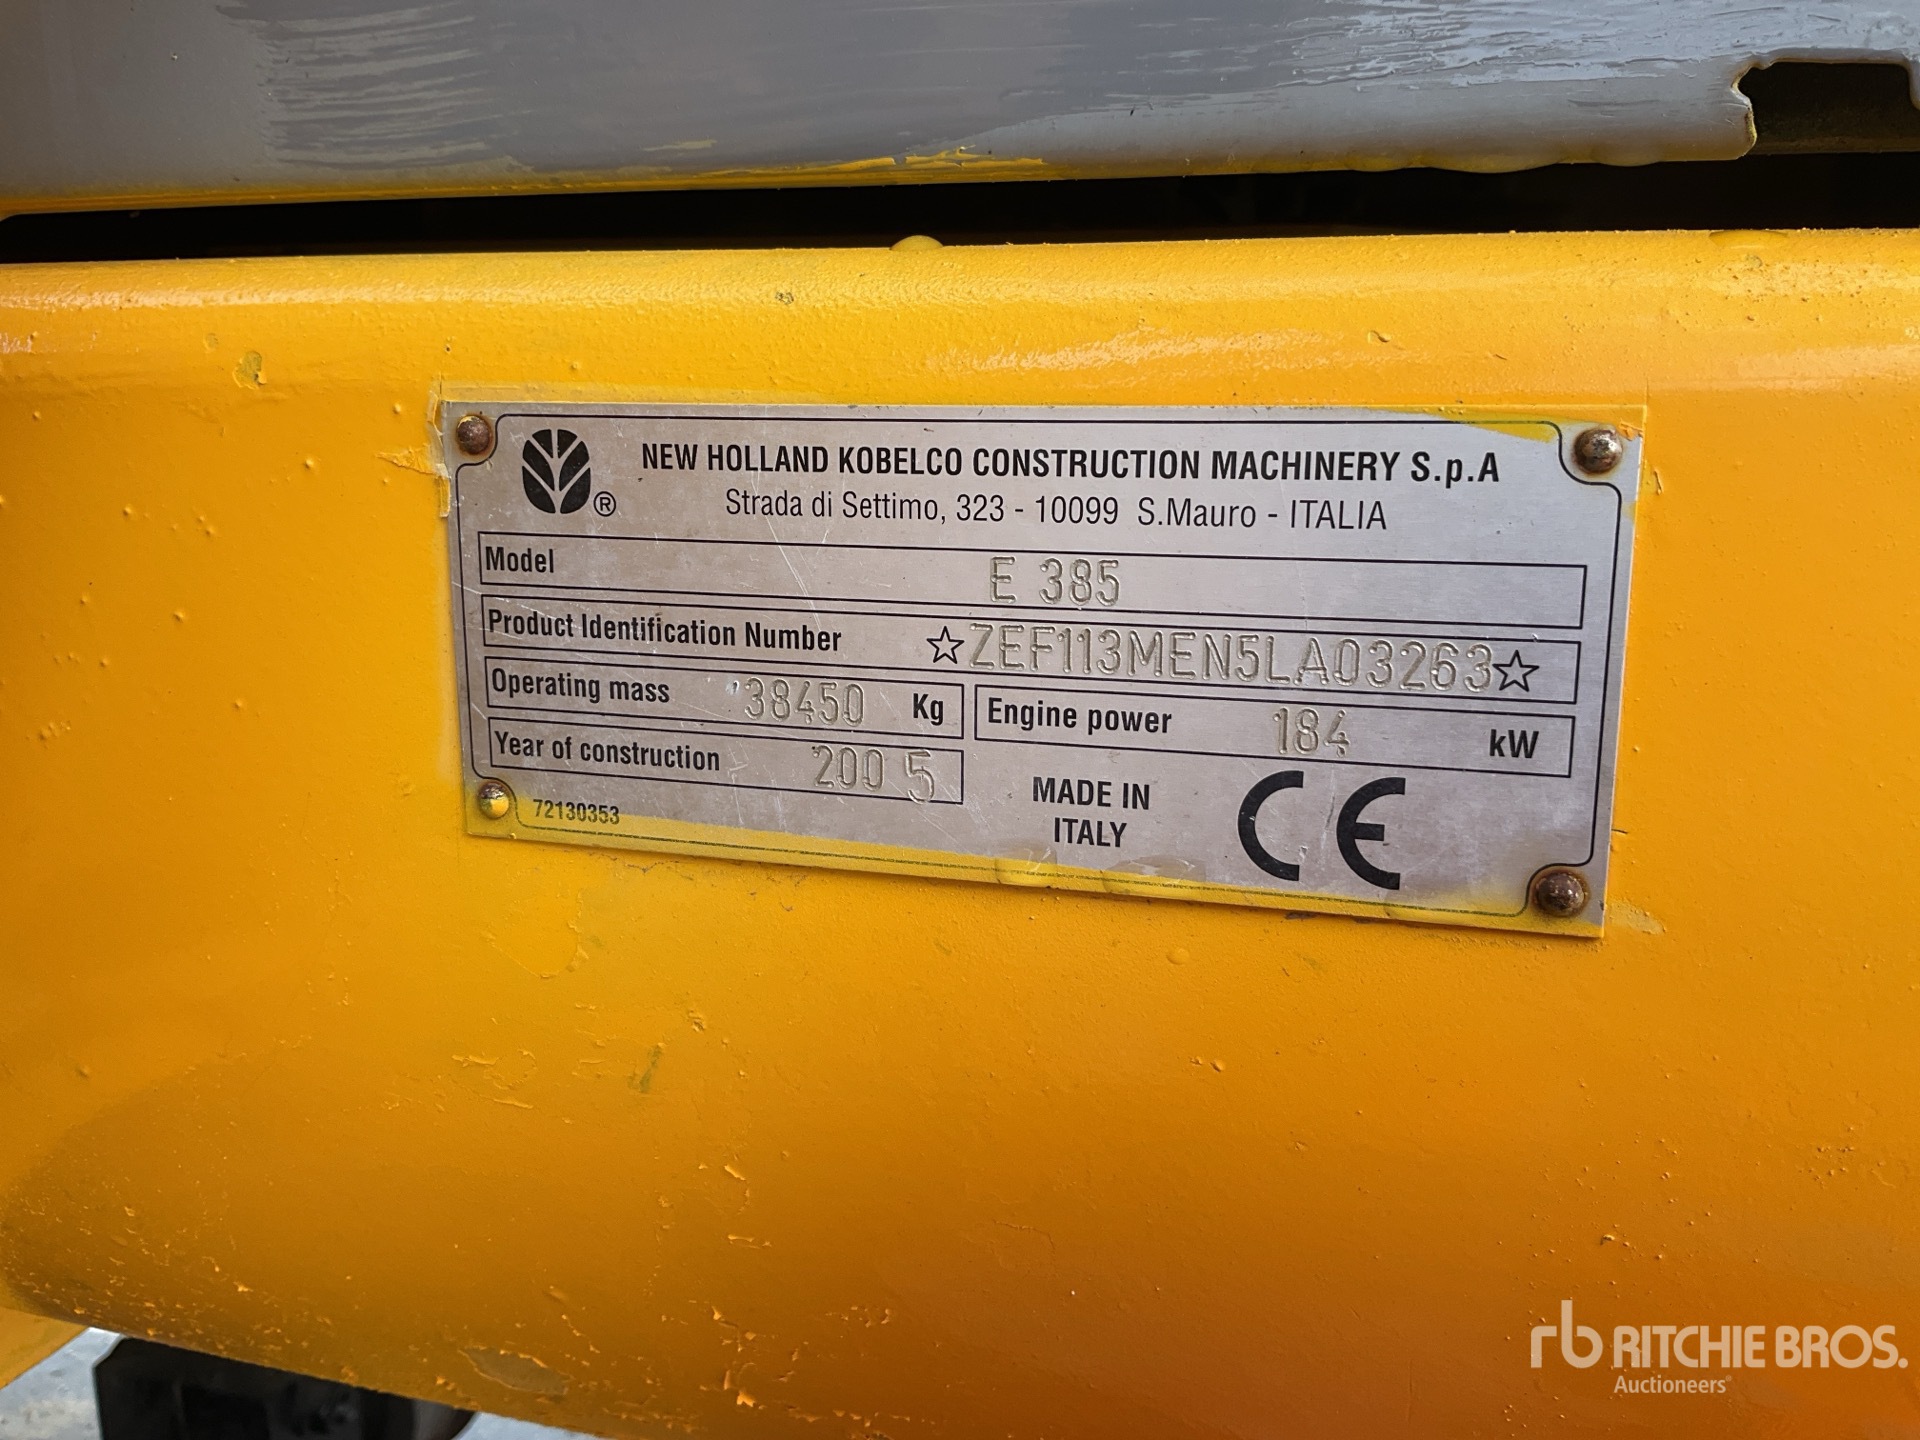 NEW HOLLAND KOBELCO CONSTRUCTION MACHINERY S.p.A
Strada di Settimo, 323 - 10099 S.Mauro - ITALIA
®
Model E 385
Product Identification Number ☆ZEF113MEN5LA03263☆
Operating mass 38450 Kg Engine power 184 kW
Year of construction 2005
MADE IN
ITALY
CE
72130353
rb RITCHIE BROS.
Auctioneers